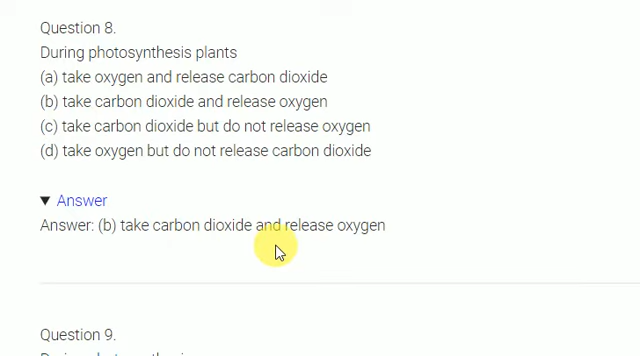 Question 8.
During photosynthesis plants
(a) take oxygen and release carbon dioxide
(b) take carbon dioxide and release oxygen
(c) take carbon dioxide but do not release oxygen
(d) take oxygen but do not release carbon dioxide
▼ Answer
Answer: (b) take carbon dioxide and release oxygen
Question 9.